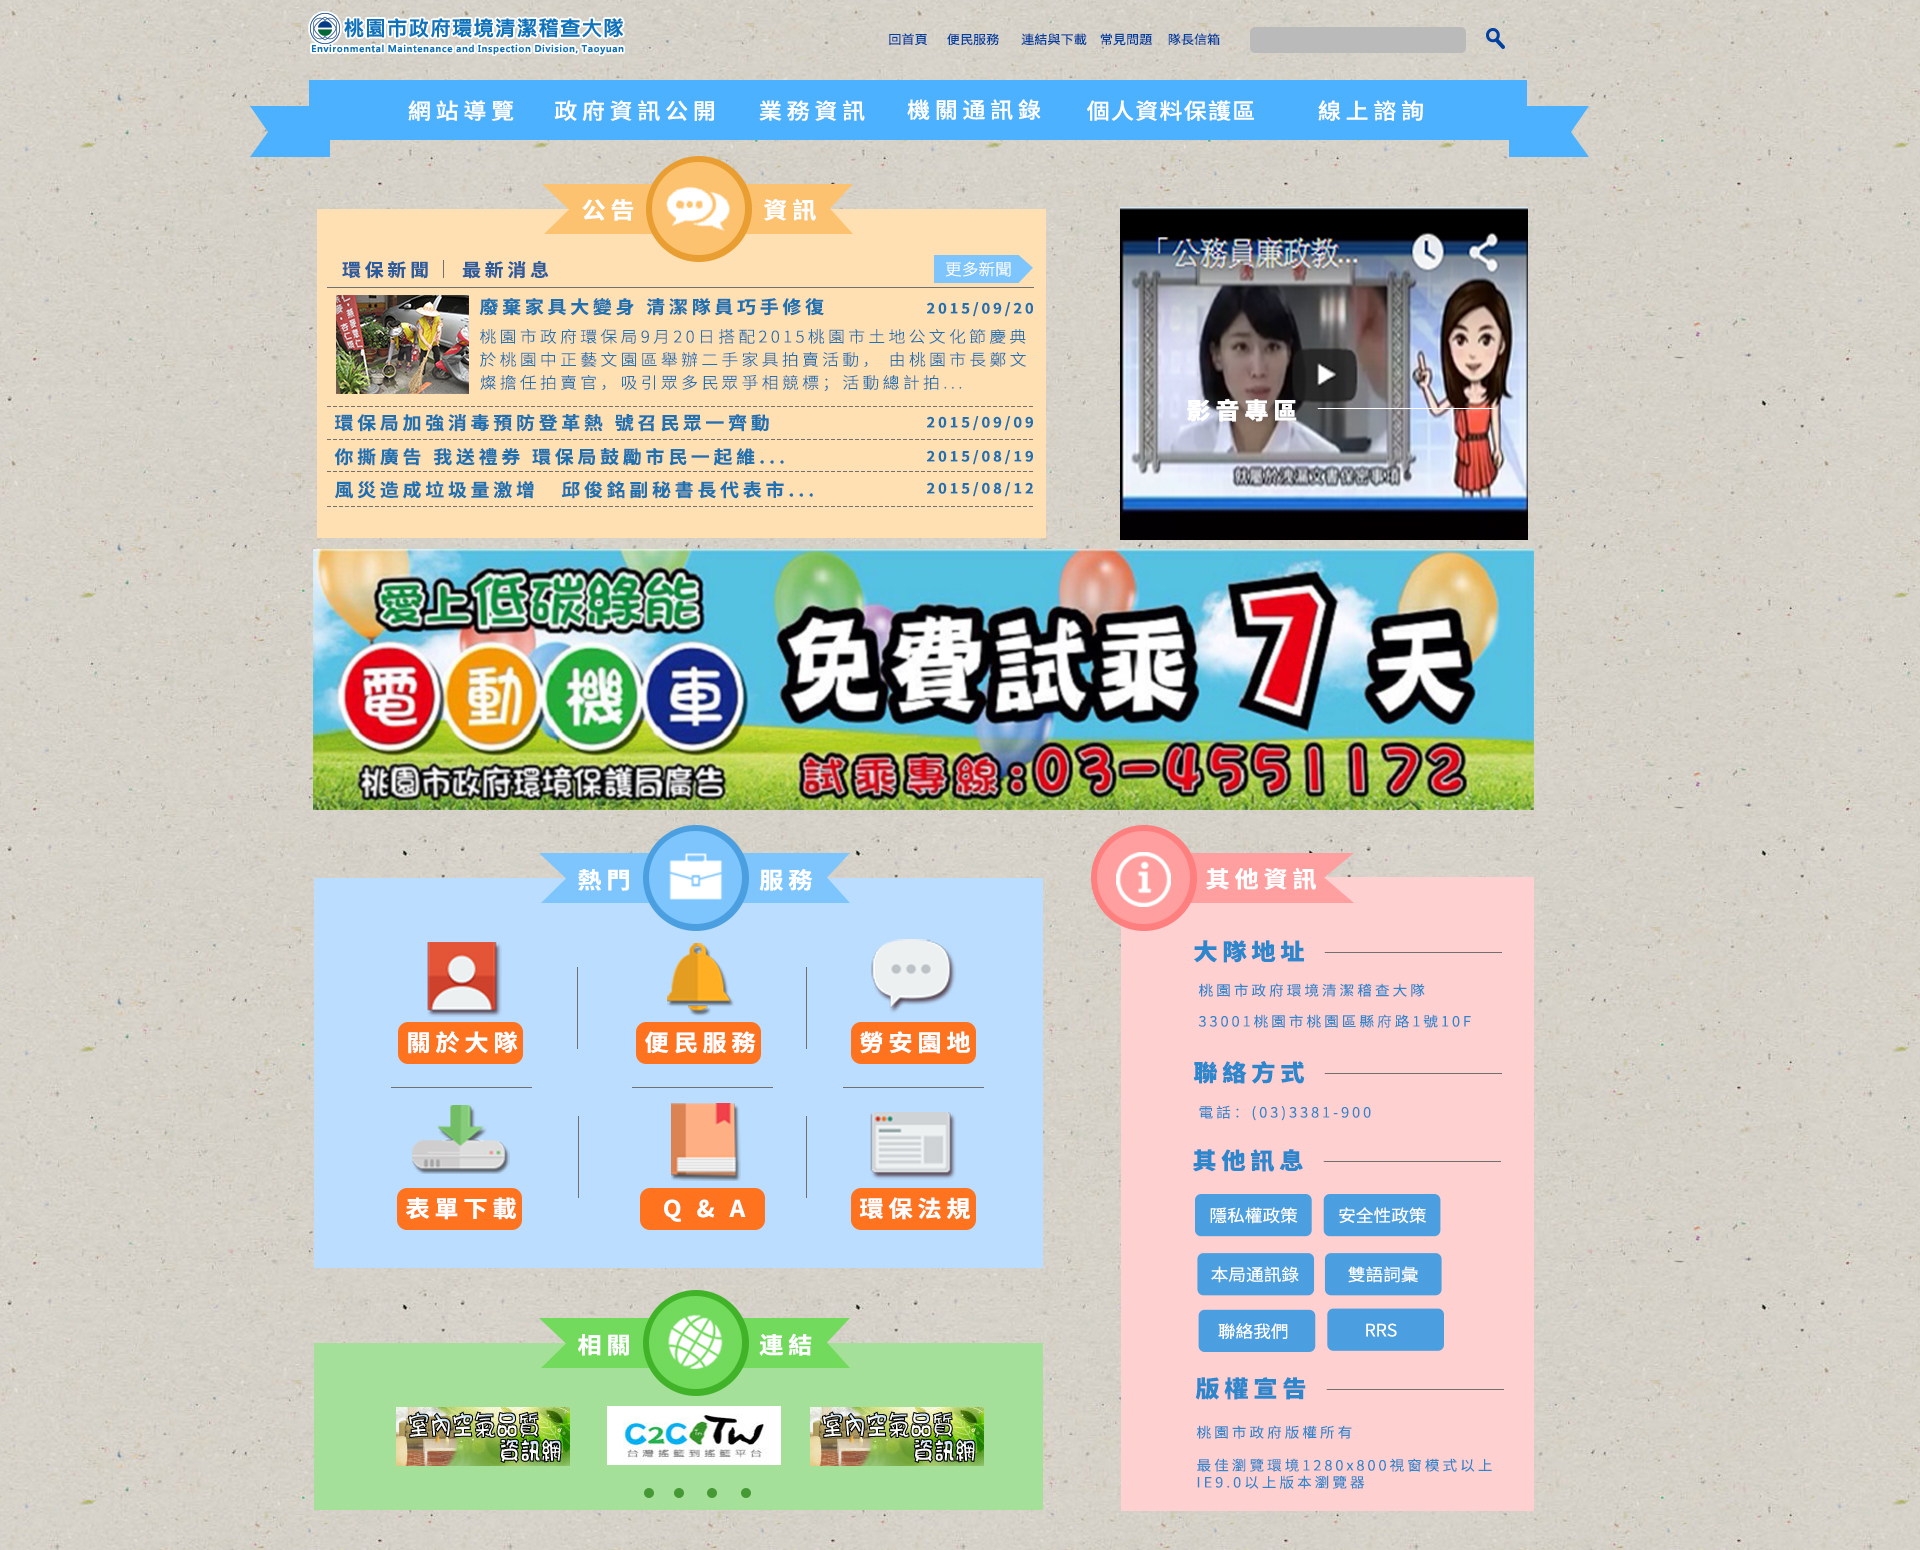 桃園市政府環境清潔稽查大隊
Environmental Maintenance and Inspection Division, Taoyuan
回首頁 便民服務 連結與下載 常見問題 隊長信箱
網站導覽 政府資訊公開 業務資訊 機關通訊錄 個人資料保護區 線上諮詢
公告 資訊
環保新聞 | 最新消息
更多新聞
廢棄家具大變身 清潔隊員巧手修復 2015/09/20
桃園市政府環保局9月20日搭配2015桃園市土地公文化節慶典
於桃園中正藝文園區舉辦二手家具拍賣活動， 由桃園市長鄭文
燦擔任拍賣官，吸引眾多民眾爭相競標；活動總計拍...
環保局加強消毒預防登革熱 號召民眾一齊動 2015/09/09
你撕廣告 我送禮券 環保局鼓勵市民一起維... 2015/08/19
風災造成垃圾量激增 邱俊銘副秘書長代表市... 2015/08/12
「公務員廉政教...
影音專區
就屬於洩漏文書保密事項
愛上低碳綠能
電動機車
桃園市政府環境保護局廣告
免費試乘7天
試乘專線:03-4551172
熱門 服務
關於大隊 便民服務 勞安園地
表單下載 Q & A 環保法規
相關 連結
室內空氣品質
資訊網
C2C TW
台灣搖籃到搖籃平台
室內空氣品質
資訊網
其他資訊
大隊地址
桃園市政府環境清潔稽查大隊
33001桃園市桃園區縣府路1號10F
聯絡方式
電話：(03)3381-900
其他訊息
隱私權政策 安全性政策
本局通訊錄 雙語詞彙
聯絡我們 RRS
版權宣告
桃園市政府版權所有
最佳瀏覽環境1280x800視窗模式以上
IE9.0以上版本瀏覽器